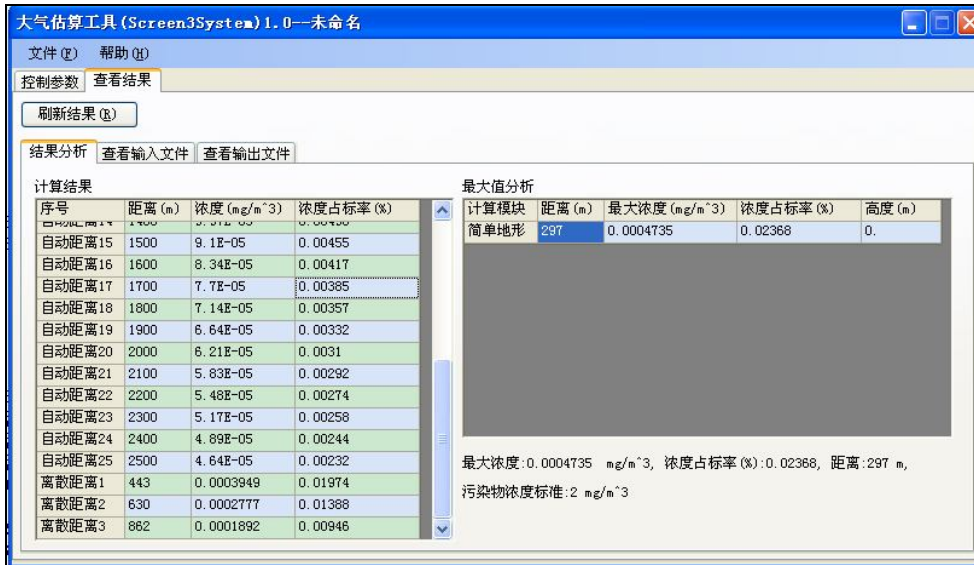 大气估算工具(Screen3System)1.0--未命名
文件(F) 帮助(H)
控制参数 查看结果
刷新结果(R)
结果分析 查看输入文件 查看输出文件
计算结果
序号 距离(m) 浓度(mg/m^3) 浓度占标率(%)
自动距离15 1500 9.1E-05 0.00455
自动距离16 1600 8.34E-05 0.00417
自动距离17 1700 7.7E-05 0.00385
自动距离18 1800 7.14E-05 0.00357
自动距离19 1900 6.64E-05 0.00332
自动距离20 2000 6.21E-05 0.0031
自动距离21 2100 5.83E-05 0.00292
自动距离22 2200 5.48E-05 0.00274
自动距离23 2300 5.17E-05 0.00258
自动距离24 2400 4.89E-05 0.00244
自动距离25 2500 4.64E-05 0.00232
离散距离1 443 0.0003949 0.01974
离散距离2 630 0.0002777 0.01388
离散距离3 862 0.0001892 0.00946
最大值分析
计算模块 距离(m) 最大浓度(mg/m^3) 浓度占标率(%) 高度(m)
简单地形 297 0.0004735 0.02368 0.
最大浓度:0.0004735 mg/m^3, 浓度占标率(%):0.02368, 距离:297 m,
污染物浓度标准:2 mg/m^3